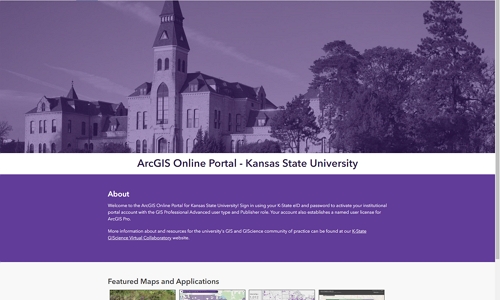 ArcGIS Online Portal - Kansas State University
About
Welcome to the ArcGIS Online Portal for Kansas State University! Sign in using your K-State eID and password to activate your institutional
portal account with the GIS Professional Advanced user type and Publisher role. Your account also establishes a named user license for
ArcGIS Pro.
More information about and resources for the university's GIS and GIScience community of practice can be found at our K-State
GIScience Virtual Collaboratory website.
Featured Maps and Applications